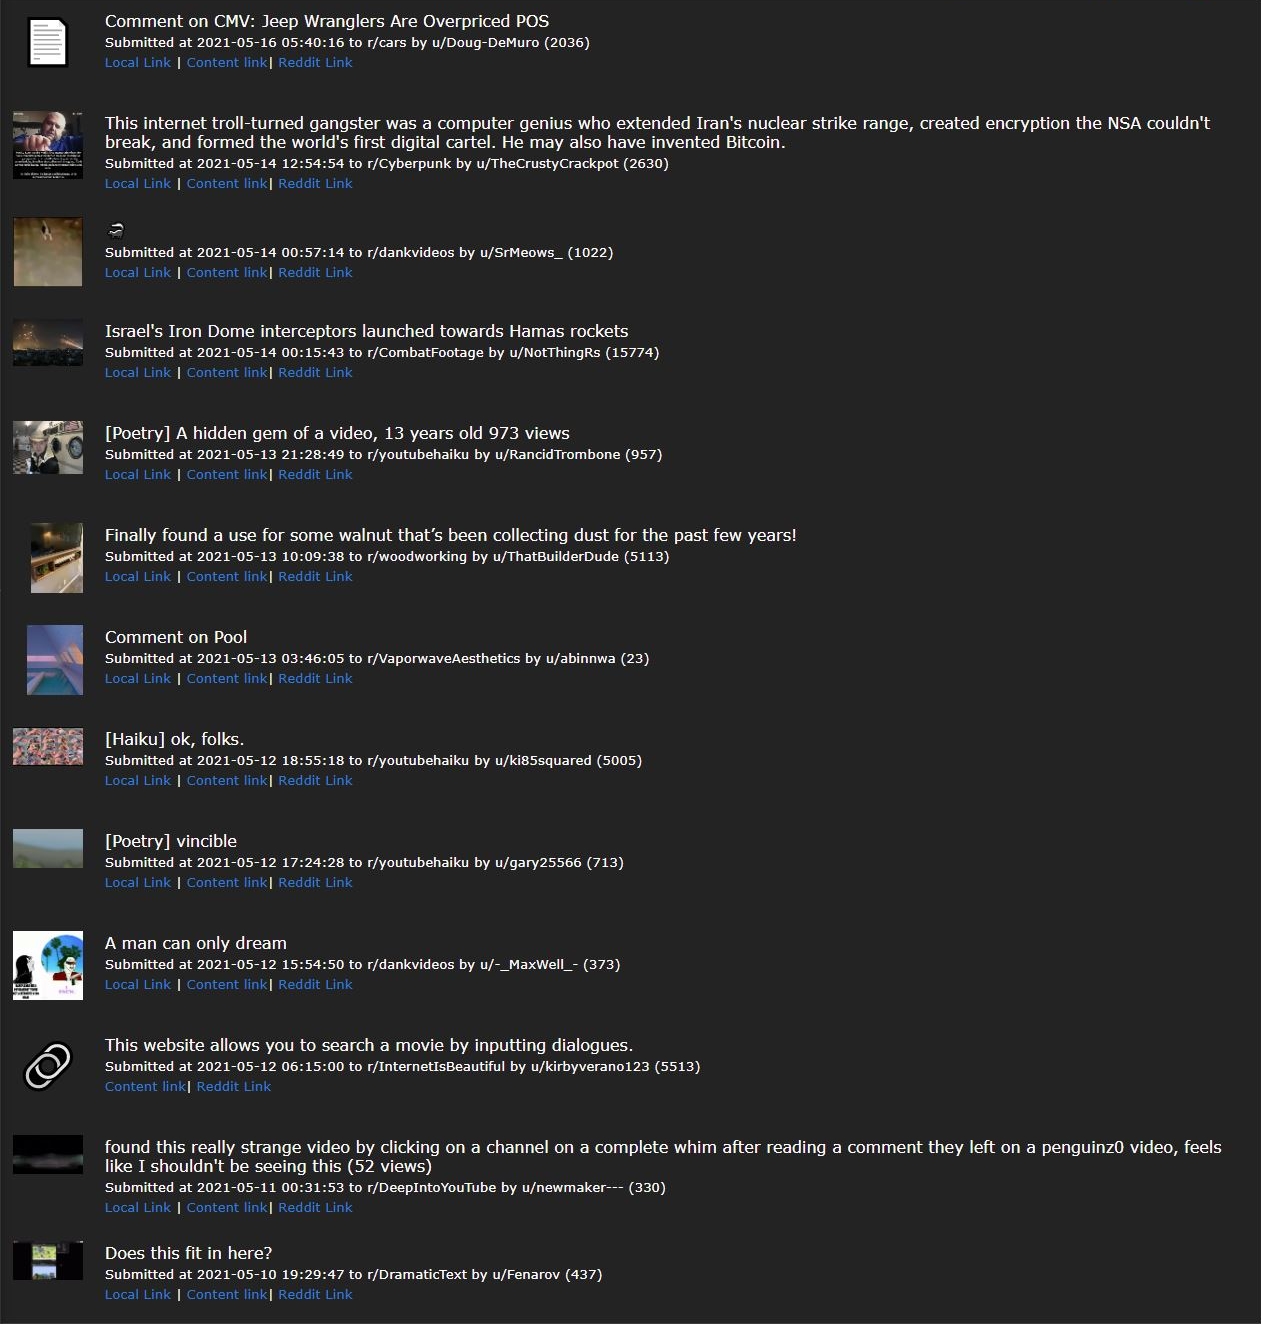 Comment on CMV: Jeep Wranglers Are Overpriced POS
Submitted at 2021-05-16 05:40:16 to r/cars by u/Doug-DeMuro (2036)
Local Link | Content link| Reddit Link
This internet troll-turned gangster was a computer genius who extended Iran's nuclear strike range, created encryption the NSA couldn't
break, and formed the world's first digital cartel. He may also have invented Bitcoin.
Submitted at 2021-05-14 12:54:54 to r/Cyberpunk by u/TheCrustyCrackpot (2630)
Local Link | Content link| Reddit Link
Submitted at 2021-05-14 00:57:14 to r/dankvideos by u/SrMeows_ (1022)
Local Link | Content link| Reddit Link
Israel's Iron Dome interceptors launched towards Hamas rockets
Submitted at 2021-05-14 00:15:43 to r/CombatFootage by u/NotThingRs (15774)
Local Link | Content link| Reddit Link
[Poetry] A hidden gem of a video, 13 years old 973 views
Submitted at 2021-05-13 21:28:49 to r/youtubehaiku by u/RancidTrombone (957)
Local Link | Content link| Reddit Link
Finally found a use for some walnut that’s been collecting dust for the past few years!
Submitted at 2021-05-13 10:09:38 to r/woodworking by u/ThatBuilderDude (5113)
Local Link | Content link| Reddit Link
Comment on Pool
Submitted at 2021-05-13 03:46:05 to r/VaporwaveAesthetics by u/abinnwa (23)
Local Link | Content link| Reddit Link
[Haiku] ok, folks.
Submitted at 2021-05-12 18:55:18 to r/youtubehaiku by u/ki85squared (5005)
Local Link | Content link| Reddit Link
[Poetry] vincible
Submitted at 2021-05-12 17:24:28 to r/youtubehaiku by u/gary25566 (713)
Local Link | Content link| Reddit Link
A man can only dream
Submitted at 2021-05-12 15:54:50 to r/dankvideos by u/-_MaxWell_- (373)
Local Link | Content link| Reddit Link
This website allows you to search a movie by inputting dialogues.
Submitted at 2021-05-12 06:15:00 to r/InternetIsBeautiful by u/kirbyverano123 (5513)
Content link| Reddit Link
found this really strange video by clicking on a channel on a complete whim after reading a comment they left on a penguinz0 video, feels
like I shouldn't be seeing this (52 views)
Submitted at 2021-05-11 00:31:53 to r/DeepIntoYouTube by u/newmaker--- (330)
Local Link | Content link| Reddit Link
Does this fit in here?
Submitted at 2021-05-10 19:29:47 to r/DramaticText by u/Fenarov (437)
Local Link | Content link| Reddit Link